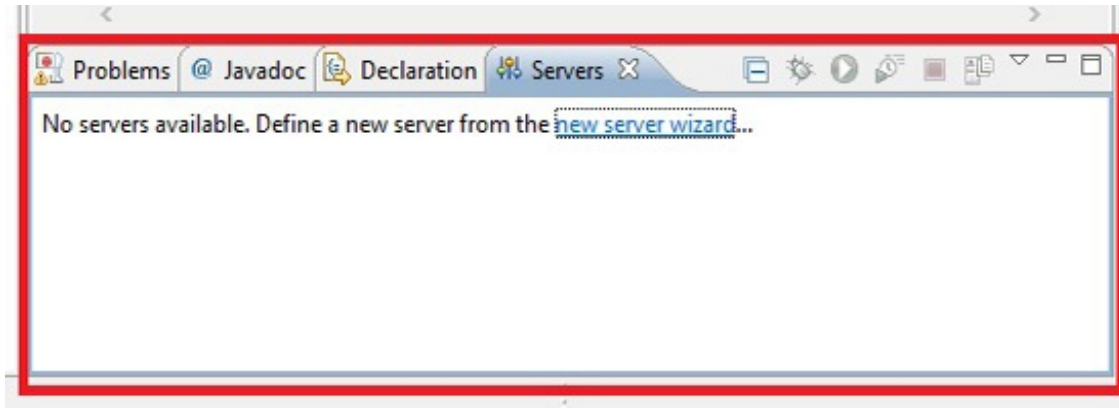 Problems @ Javadoc Declaration Servers
No servers available. Define a new server from the new server wizard...